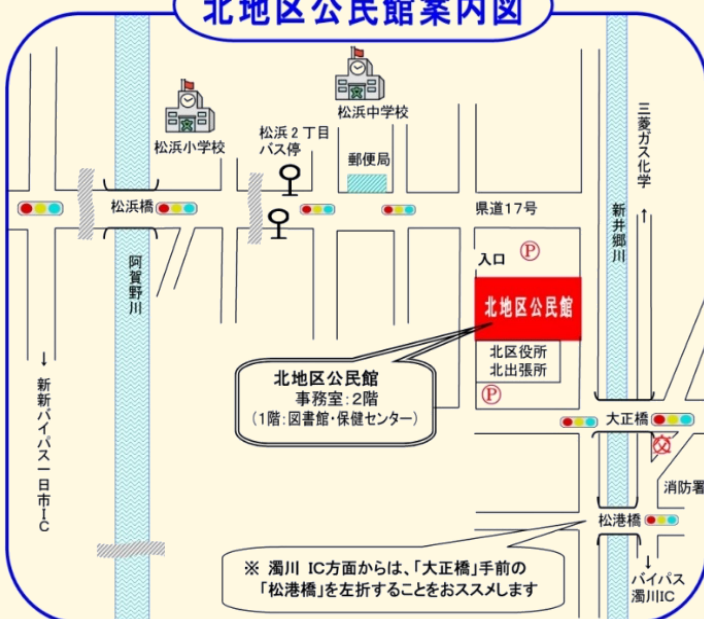 北地区公民館案内図
松浜中学校
松浜小学校
松浜2丁目
バス停
郵便局
三菱ガス化学
↑
松浜橋
県道17号
新井郷川
阿賀野川
入口
Ⓟ
北地区公民館
北区役所
北出張所
Ⓟ
北地区公民館
事務室:2階
(1階:図書館・保健センター)
↓
新新バイパス一日市IC
大正橋
消防署
松港橋
※ 濁川 IC方面からは、「大正橋」手前の
「松港橋」を左折することをおススメします
↓
バイパス
濁川IC